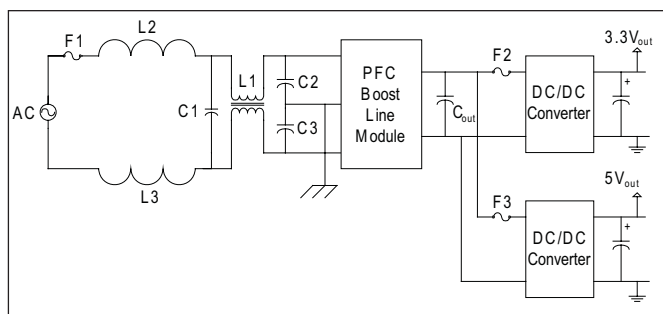 F1
L2
AC
C1
L1
C2
C3
L3
PFC
Boost
Line
Module
Cout
F2
3.3Vout
DC/DC
Converter
+
F3
5Vout
DC/DC
Converter
+